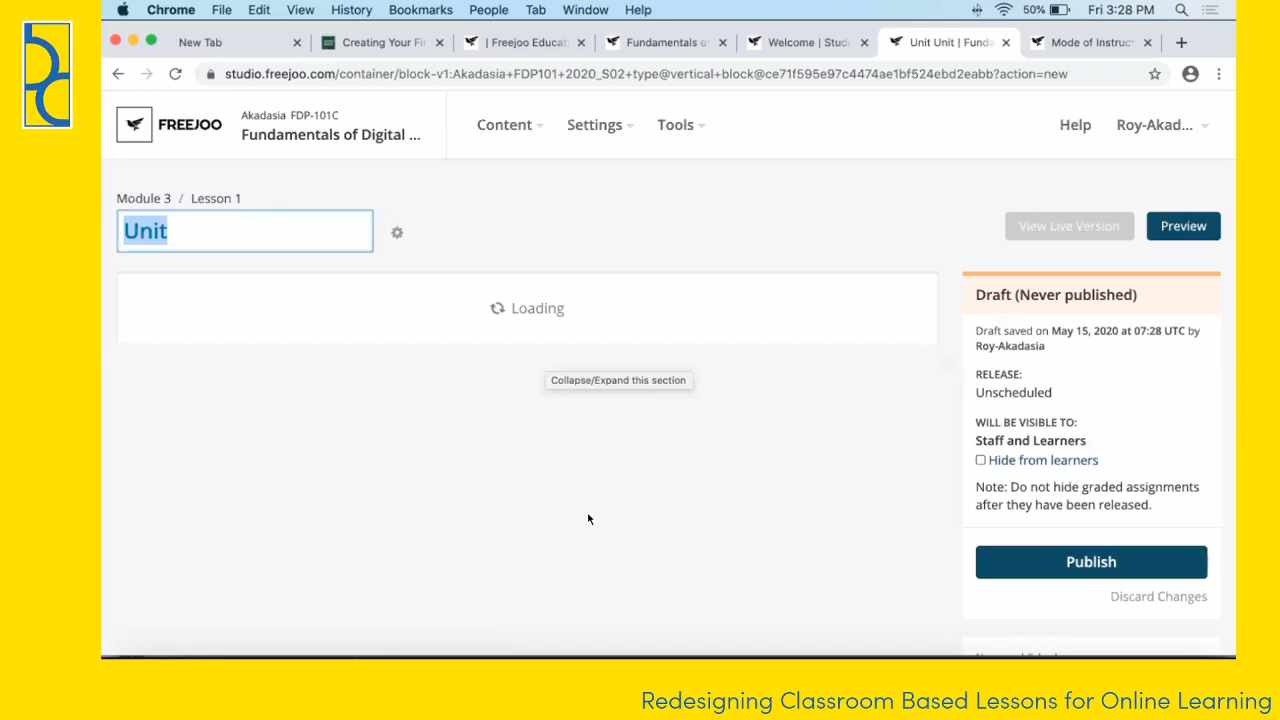 Chrome File Edit View History Bookmarks People Tab Window Help 50% Fri 3:28 PM
New Tab Creating Your Fir | Freejoo Educat Fundamentals o Welcome | Stud Unit Unit | Funda Mode of Instruc
studio.freejoo.com/container/block-v1:Akadasia+FDP101+2020_S02+type@vertical+block@ce71f595e97c4474ae1bf524ebd2eabb?action=new
FREEJOO
Akadasia FDP-101C
Fundamentals of Digital ...
Content Settings Tools Help Roy-Akad...
Module 3 / Lesson 1
Unit
View Live Version Preview
Loading
Collapse/Expand this section
Draft (Never published)
Draft saved on May 15, 2020 at 07:28 UTC by
Roy-Akadasia
RELEASE:
Unscheduled
WILL BE VISIBLE TO:
Staff and Learners
Hide from learners
Note: Do not hide graded assignments
after they have been released.
Publish
Discard Changes
Redesigning Classroom Based Lessons for Online Learning